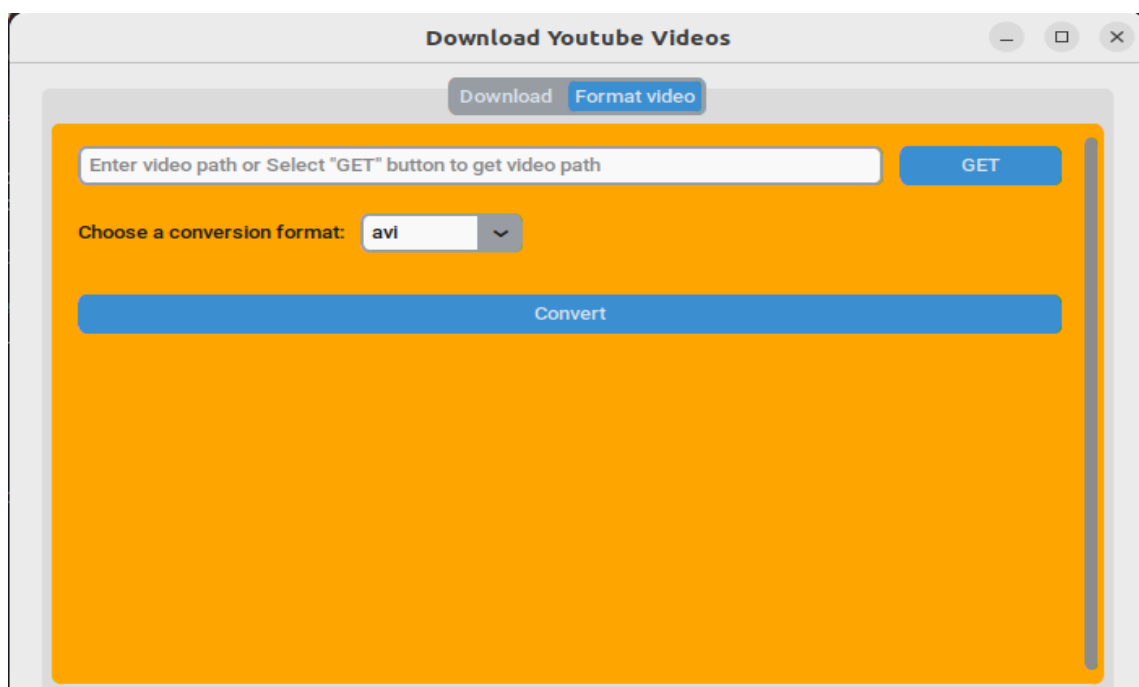 Download Youtube Videos
Download Format video
Enter video path or Select "GET" button to get video path GET
Choose a conversion format: avi
Convert